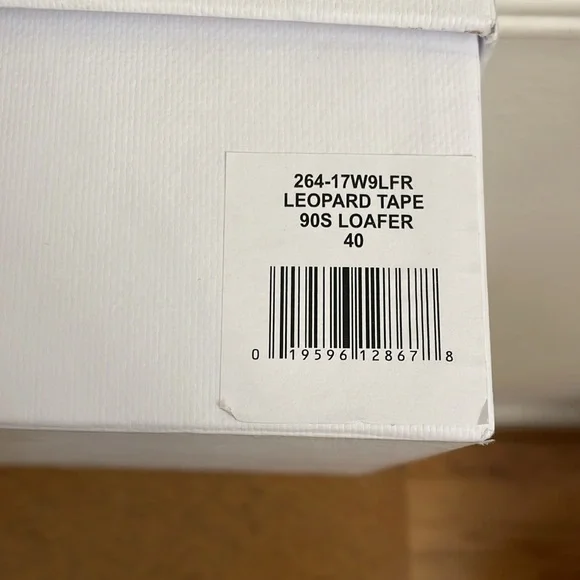 264-17W9LFR
LEOPARD TAPE
90S LOAFER
40
0 19596 12867 8